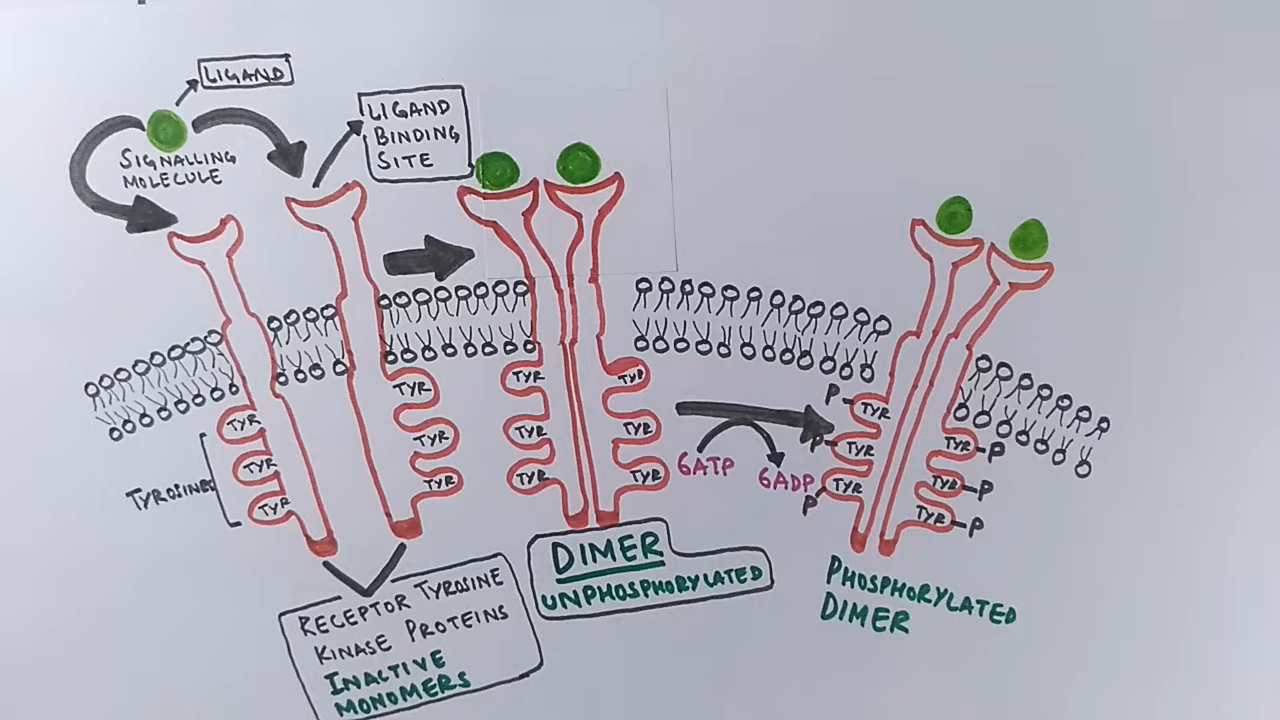 LIGAND
SIGNALLING
MOLECULE
LIGAND
BINDING
SITE
TYR
TYR
TYR
TYROSINES
TYR
TYR
TYR
RECEPTOR TYROSINE
KINASE PROTEINS
INACTIVE
MONOMERS
TYR
TYR
TYR
TYR
TYR
TYR
DIMER
UNPHOSPHORYLATED
6ATP
6ADP
P
TYR
P
TYR
P
TYR
TYR
P
TYR
P
TYR
P
PHOSPHORYLATED
DIMER